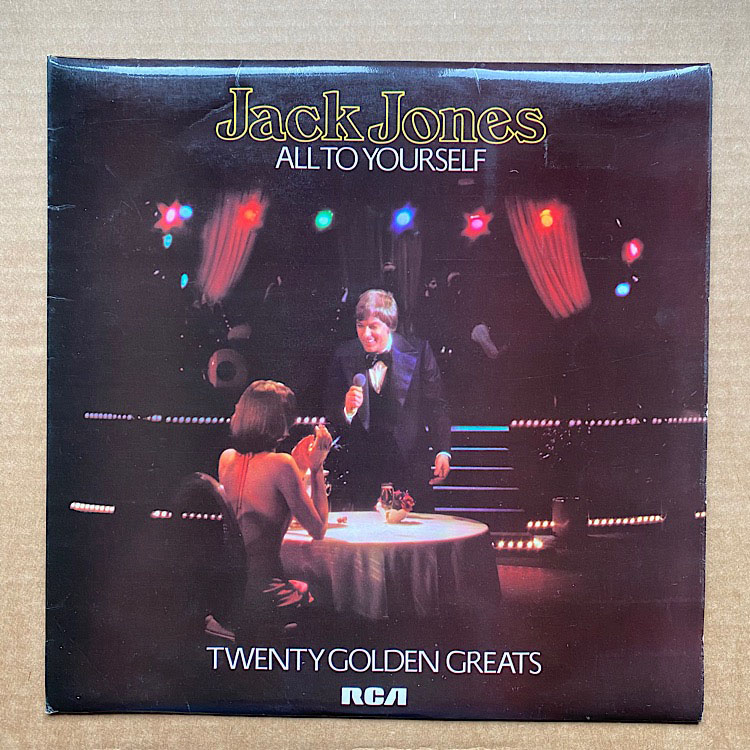 Jack Jones
ALL TO YOURSELF
TWENTY GOLDEN GREATS
RCA